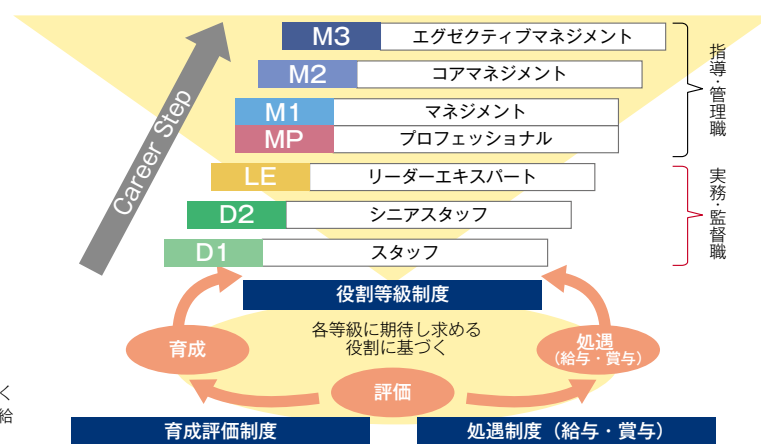 M3 エグゼクティブマネジメント
M2 コアマネジメント
M1 マネジメント
MP プロフェッショナル
LE リーダーエキスパート
D2 シニアスタッフ
D1 スタッフ
Career Step
指導・管理職
実務・監督職
役割等級制度
各等級に期待し求める
役割に基づく
育成
処遇
(給与・賞与)
評価
く
給
育成評価制度
処遇制度（給与・賞与）